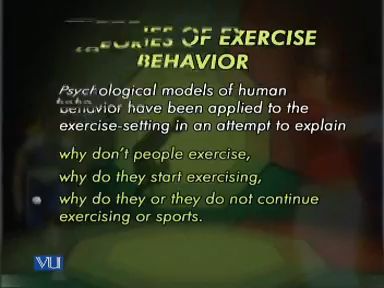 THEORIES OF EXERCISE
BEHAVIOR
Psychological models of human
behavior have been applied to the
exercise-setting in an attempt to explain
why don't people exercise,
why do they start exercising,
why do they or they do not continue
exercising or sports.
VU